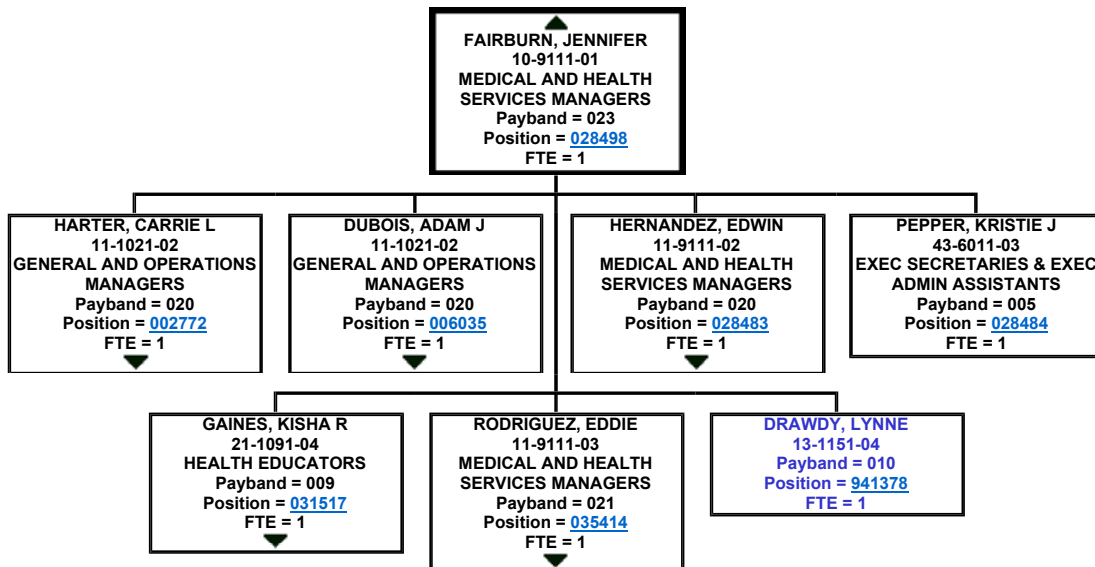 FAIRBURN, JENNIFER
10-9111-01
MEDICAL AND HEALTH
SERVICES MANAGERS
Payband = 023
Position = 028498
FTE = 1
HARTER, CARRIE L
11-1021-02
GENERAL AND OPERATIONS
MANAGERS
Payband = 020
Position = 002772
FTE = 1
DUBOIS, ADAM J
11-1021-02
GENERAL AND OPERATIONS
MANAGERS
Payband = 020
Position = 006035
FTE = 1
HERNANDEZ, EDWIN
11-9111-02
MEDICAL AND HEALTH
SERVICES MANAGERS
Payband = 020
Position = 028483
FTE = 1
PEPPER, KRISTIE J
43-6011-03
EXEC SECRETARIES & EXEC
ADMIN ASSISTANTS
Payband = 005
Position = 028484
FTE = 1
GAINES, KISHA R
21-1091-04
HEALTH EDUCATORS
Payband = 009
Position = 031517
FTE = 1
RODRIGUEZ, EDDIE
11-9111-03
MEDICAL AND HEALTH
SERVICES MANAGERS
Payband = 021
Position = 035414
FTE = 1
DRAWDY, LYNNE
13-1151-04
Payband = 010
Position = 941378
FTE = 1